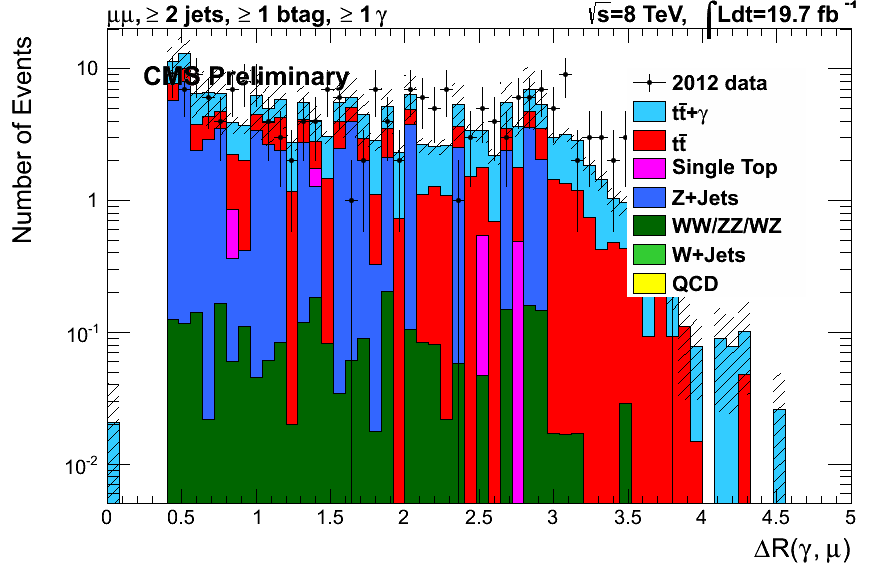 μμ, ≥ 2 jets, ≥ 1 btag, ≥ 1 γ
√s=8 TeV, ∫Ldt=19.7 fb⁻¹
CMS Preliminary
2012 data
tt̄+γ
tt̄
Single Top
Z+Jets
WW/ZZ/WZ
W+Jets
QCD
Number of Events
10
1
10⁻¹
10⁻²
0 0.5 1 1.5 2 2.5 3 3.5 4 4.5 5
ΔR(γ, μ)